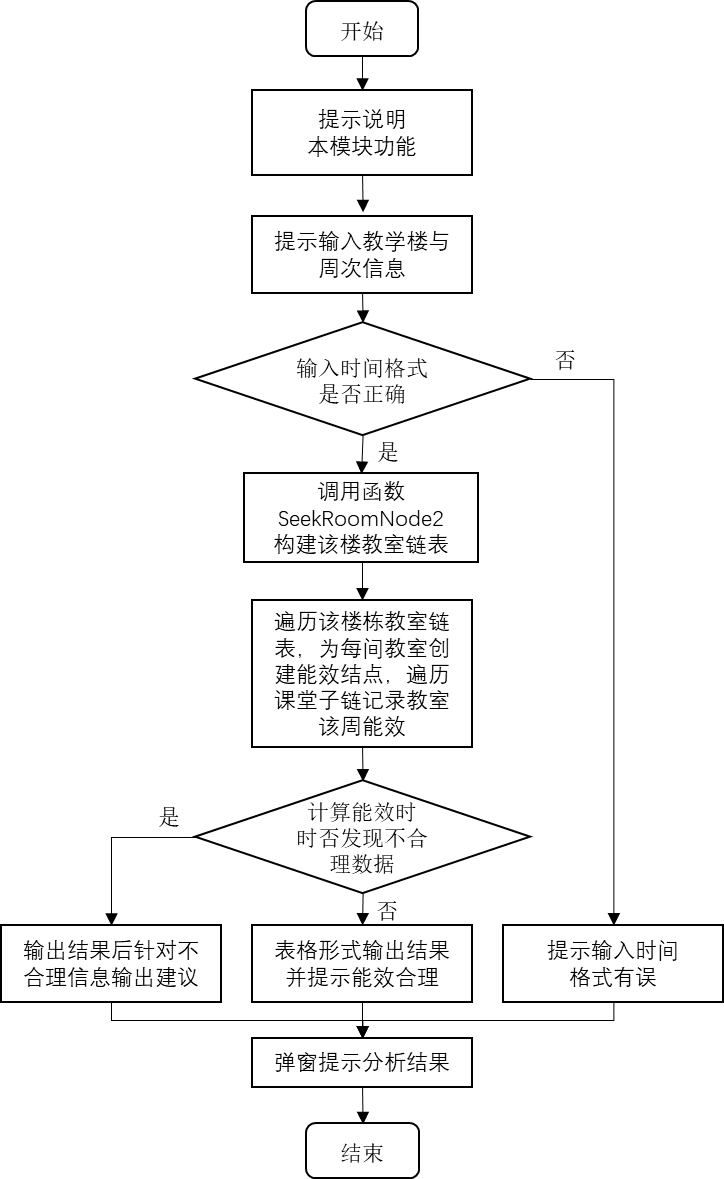 开始
提示说明
本模块功能
提示输入教学楼与
周次信息
输入时间格式
是否正确
否
是
调用函数
SeekRoomNode2
构建该楼教室链表
遍历该楼栋教室链
表，为每间教室创
建能效结点，遍历
课堂子链记录教室
该周能效
计算能效时
时否发现不合
理数据
是
否
输出结果后针对不
合理信息输出建议
表格形式输出结果
并提示能效合理
提示输入时间
格式有误
弹窗提示分析结果
结束